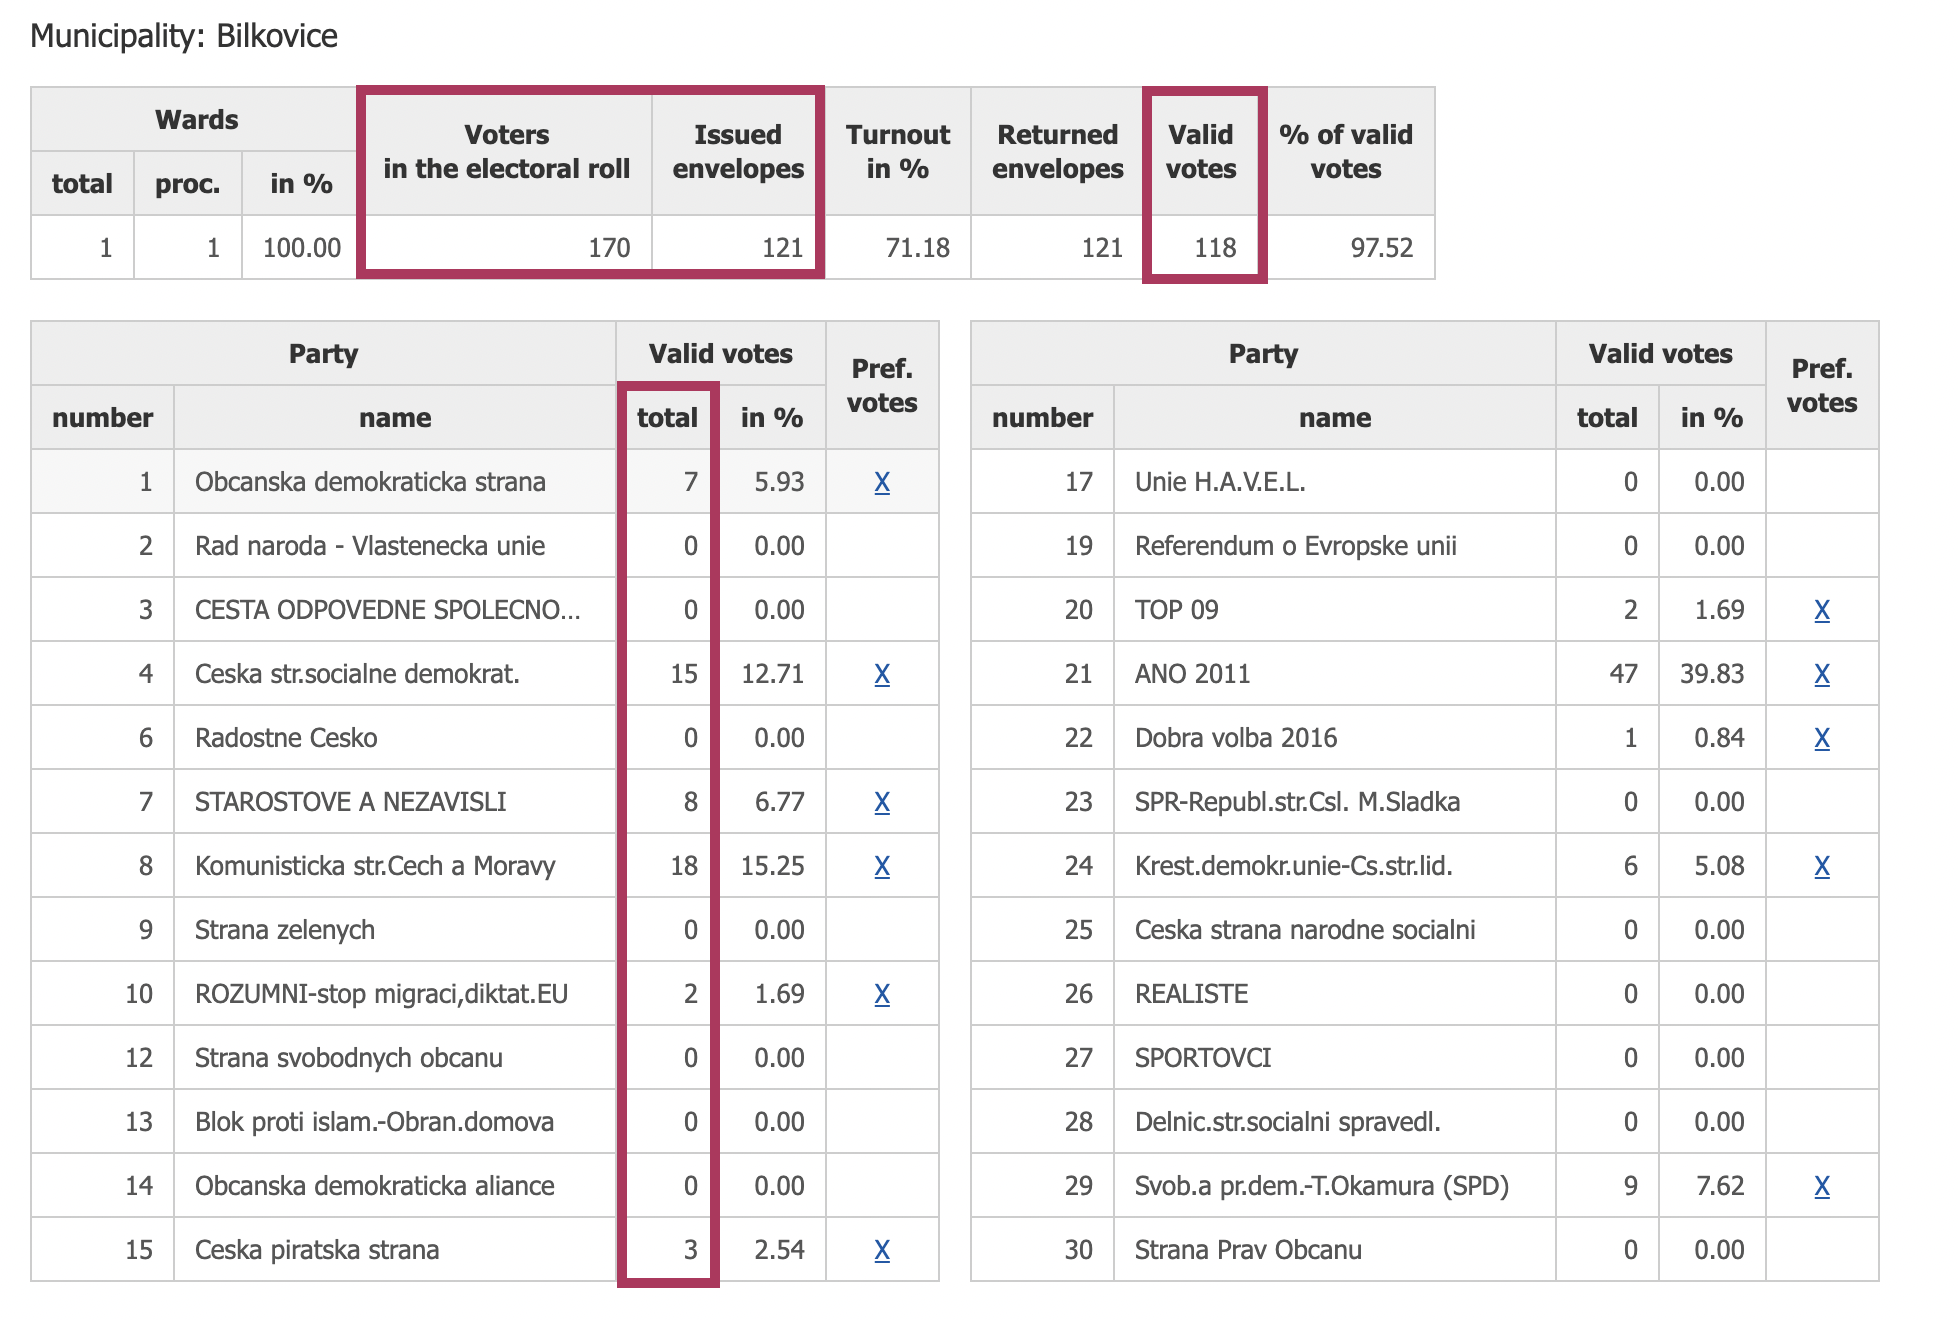 Municipality: Bilkovice
Wards Voters in the electoral roll Issued envelopes Turnout in % Returned envelopes Valid votes % of valid votes
total proc. in %
1 1 100.00 170 121 71.18 121 118 97.52
Party Valid votes Pref. votes
number name total in %
1 Obcanska demokraticka strana 7 5.93 X
2 Rad naroda - Vlastenecka unie 0 0.00
3 CESTA ODPOVEDNE SPOLECNO... 0 0.00
4 Ceska str.socialne demokrat. 15 12.71 X
6 Radostne Cesko 0 0.00
7 STAROSTOVE A NEZAVISLI 8 6.77 X
8 Komunisticka str.Cech a Moravy 18 15.25 X
9 Strana zelenych 0 0.00
10 ROZUMNI-stop migraci,diktat.EU 2 1.69 X
12 Strana svobodnych obcanu 0 0.00
13 Blok proti islam.-Obran.domova 0 0.00
14 Obcanska demokraticka aliance 0 0.00
15 Ceska piratska strana 3 2.54 X
Party Valid votes Pref. votes
number name total in %
17 Unie H.A.V.E.L. 0 0.00
19 Referendum o Evropske unii 0 0.00
20 TOP 09 2 1.69 X
21 ANO 2011 47 39.83 X
22 Dobra volba 2016 1 0.84 X
23 SPR-Republ.str.Csl. M.Sladka 0 0.00
24 Krest.demokr.unie-Cs.str.lid. 6 5.08 X
25 Ceska strana narodne socialni 0 0.00
26 REALISTE 0 0.00
27 SPORTOVCI 0 0.00
28 Delnic.str.socialni spravedl. 0 0.00
29 Svob.a pr.dem.-T.Okamura (SPD) 9 7.62 X
30 Strana Prav Obcanu 0 0.00